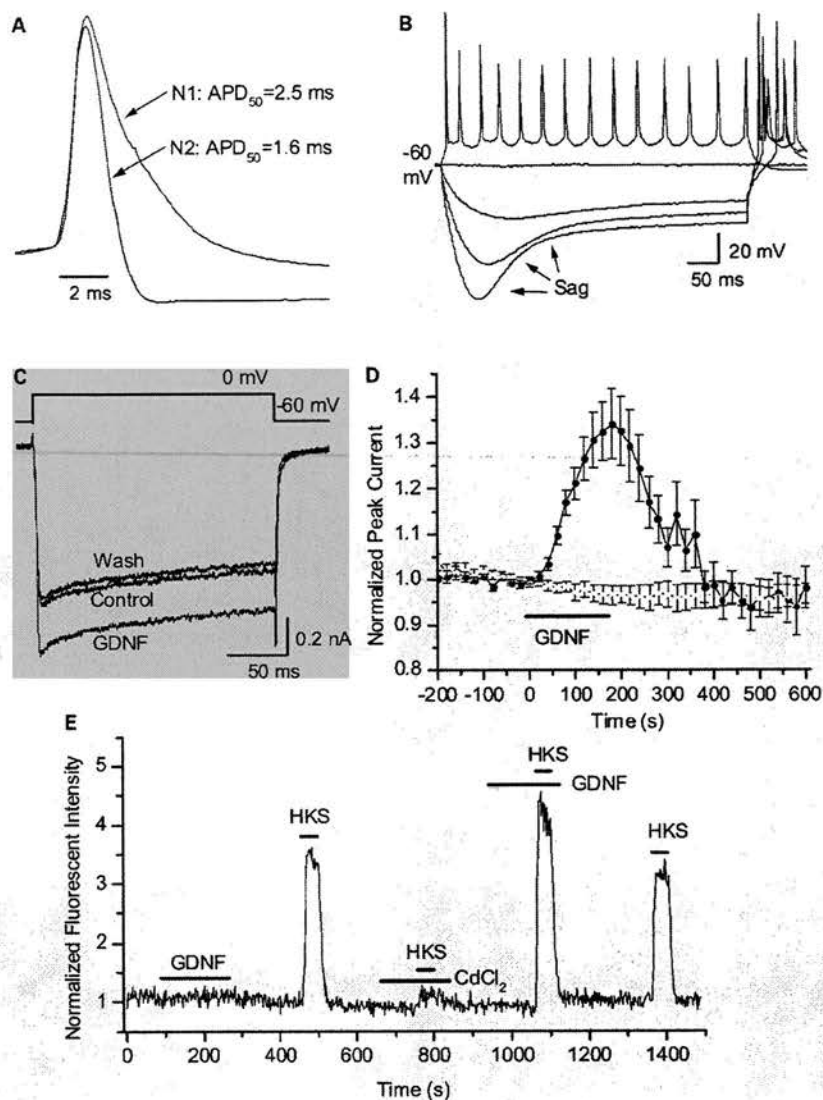 A
N1: APD50=2.5 ms
N2: APD50=1.6 ms
2 ms
B
-60
mV
Sag
20 mV
50 ms
C
0 mV
-60 mV
Wash
Control
GDNF
0.2 nA
50 ms
D
Normalized Peak Current
1.4
1.3
1.2
1.1
1.0
0.9
0.8
GDNF
-200 -100 0 100 200 300 400 500 600
Time (s)
E
Normalized Fluorescent Intensity
5
4
3
2
1
GDNF
HKS
HKS
CdCl2
HKS
GDNF
HKS
0 200 400 600 800 1000 1200 1400
Time (s)